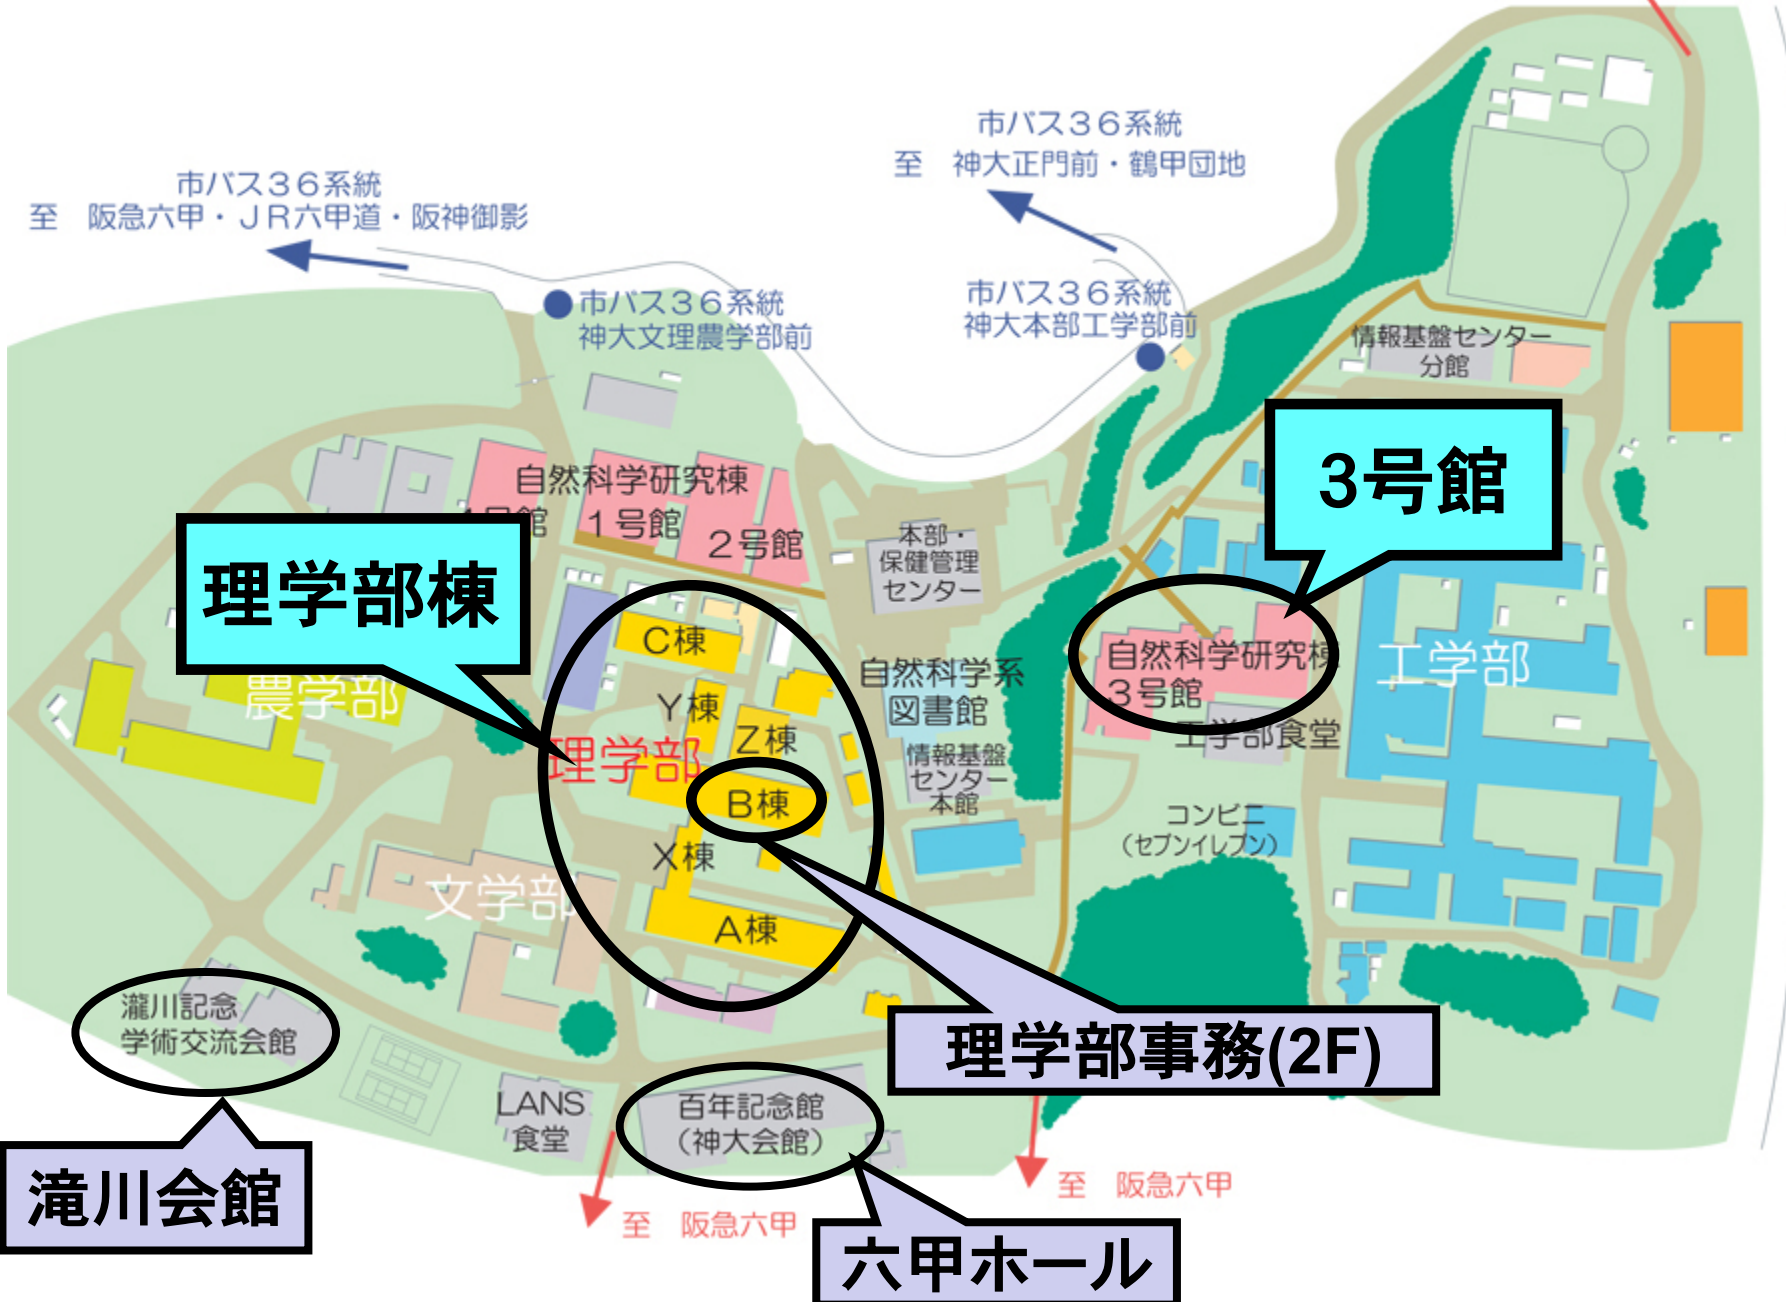 市バス３６系統
至　神大正門前・鶴甲団地
市バス３６系統
至　阪急六甲・ＪＲ六甲道・阪神御影
市バス３６系統
神大文理農学部前
市バス３６系統
神大本部工学部前
情報基盤センター
分館
3号館
自然科学研究棟
１号館
２号館
号館
本部・
保健管理
センター
理学部棟
C棟
Y棟
Z棟
理学部
B棟
X棟
A棟
農学部
文学部
自然科学系
図書館
情報基盤
センター
本館
自然科学研究棟
３号館
工学部
工学部食堂
コンビニ
（セブンイレブン）
瀧川記念
学術交流会館
理学部事務(2F)
LANS
食堂
百年記念館
（神大会館）
滝川会館
至　阪急六甲
至　阪急六甲
六甲ホール